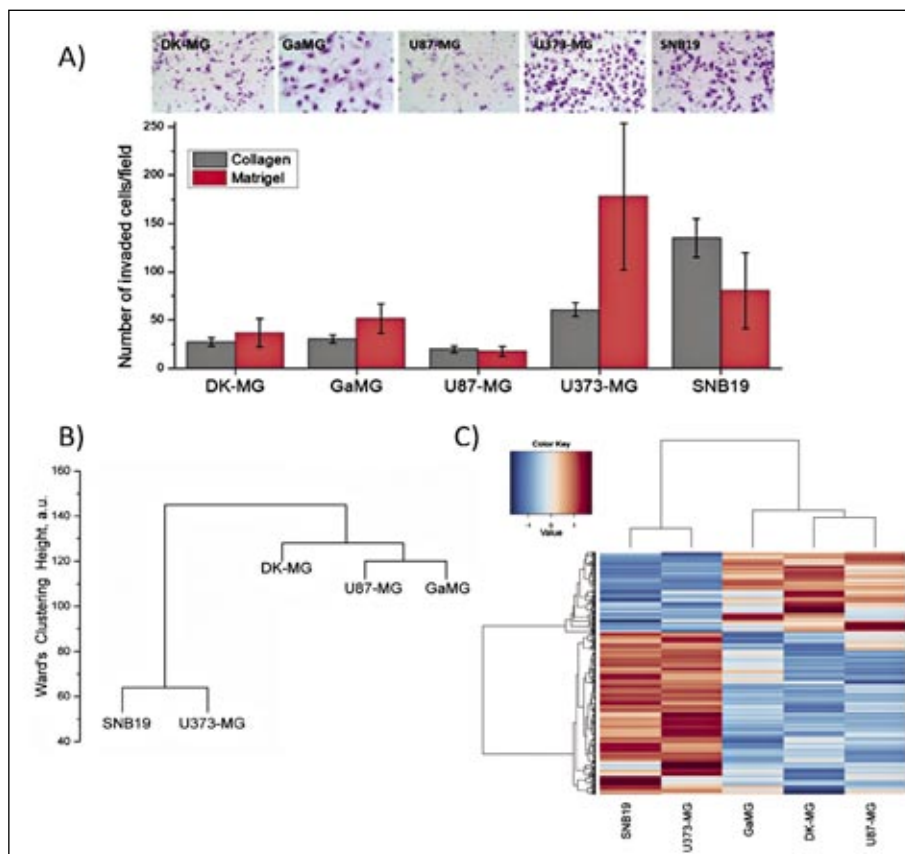 A)
DK-MG GaMG U87-MG U373-MG SNB19
250
200
150
100
50
0
Number of invaded cells/field
Collagen
Matrigel
DK-MG GaMG U87-MG U373-MG SNB19
B)
160
140
120
100
80
60
40
Ward's Clustering Height, a.u.
DK-MG
U87-MG GaMG
SNB19 U373-MG
C)
Color Key
-1 0 1
Value
SNB19 U373-MG GaMG DK-MG U87-MG